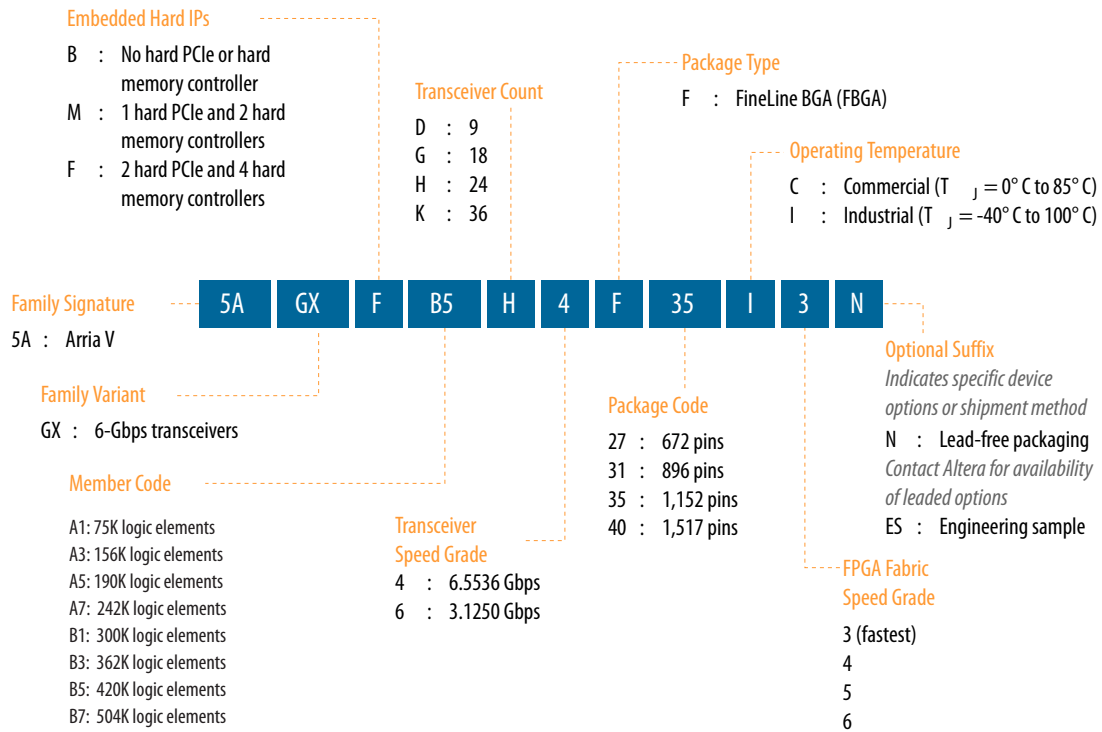 Embedded Hard IPs
B : No hard PCIe or hard
memory controller
M : 1 hard PCIe and 2 hard
memory controllers
F : 2 hard PCIe and 4 hard
memory controllers
Transceiver Count
D : 9
G : 18
H : 24
K : 36
Package Type
F : FineLine BGA (FBGA)
Operating Temperature
C : Commercial (T J = 0° C to 85° C)
I : Industrial (T J = -40° C to 100° C)
5A GX F B5 H 4 F 35 I 3 N
Family Signature
5A : Arria V
Family Variant
GX : 6-Gbps transceivers
Member Code
A1: 75K logic elements
A3: 156K logic elements
A5: 190K logic elements
A7: 242K logic elements
B1: 300K logic elements
B3: 362K logic elements
B5: 420K logic elements
B7: 504K logic elements
Transceiver
Speed Grade
4 : 6.5536 Gbps
6 : 3.1250 Gbps
Package Code
27 : 672 pins
31 : 896 pins
35 : 1,152 pins
40 : 1,517 pins
Optional Suffix
Indicates specific device
options or shipment method
N : Lead-free packaging
Contact Altera for availability
of leaded options
ES : Engineering sample
FPGA Fabric
Speed Grade
3 (fastest)
4
5
6